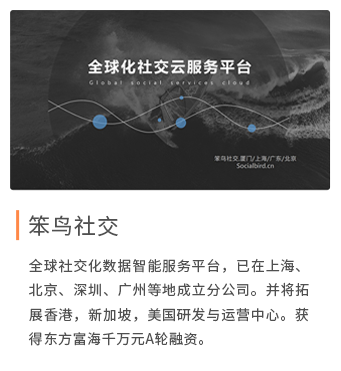 全球化社交云服务平台
Global social services cloud
笨鸟社交,厦门/上海/广东/北京
Socialbird.cn
笨鸟社交
全球社交化数据智能服务平台，已在上海、
北京、深圳、广州等地成立分公司。并将拓
展香港，新加坡，美国研发与运营中心。获
得东方富海千万元A轮融资。